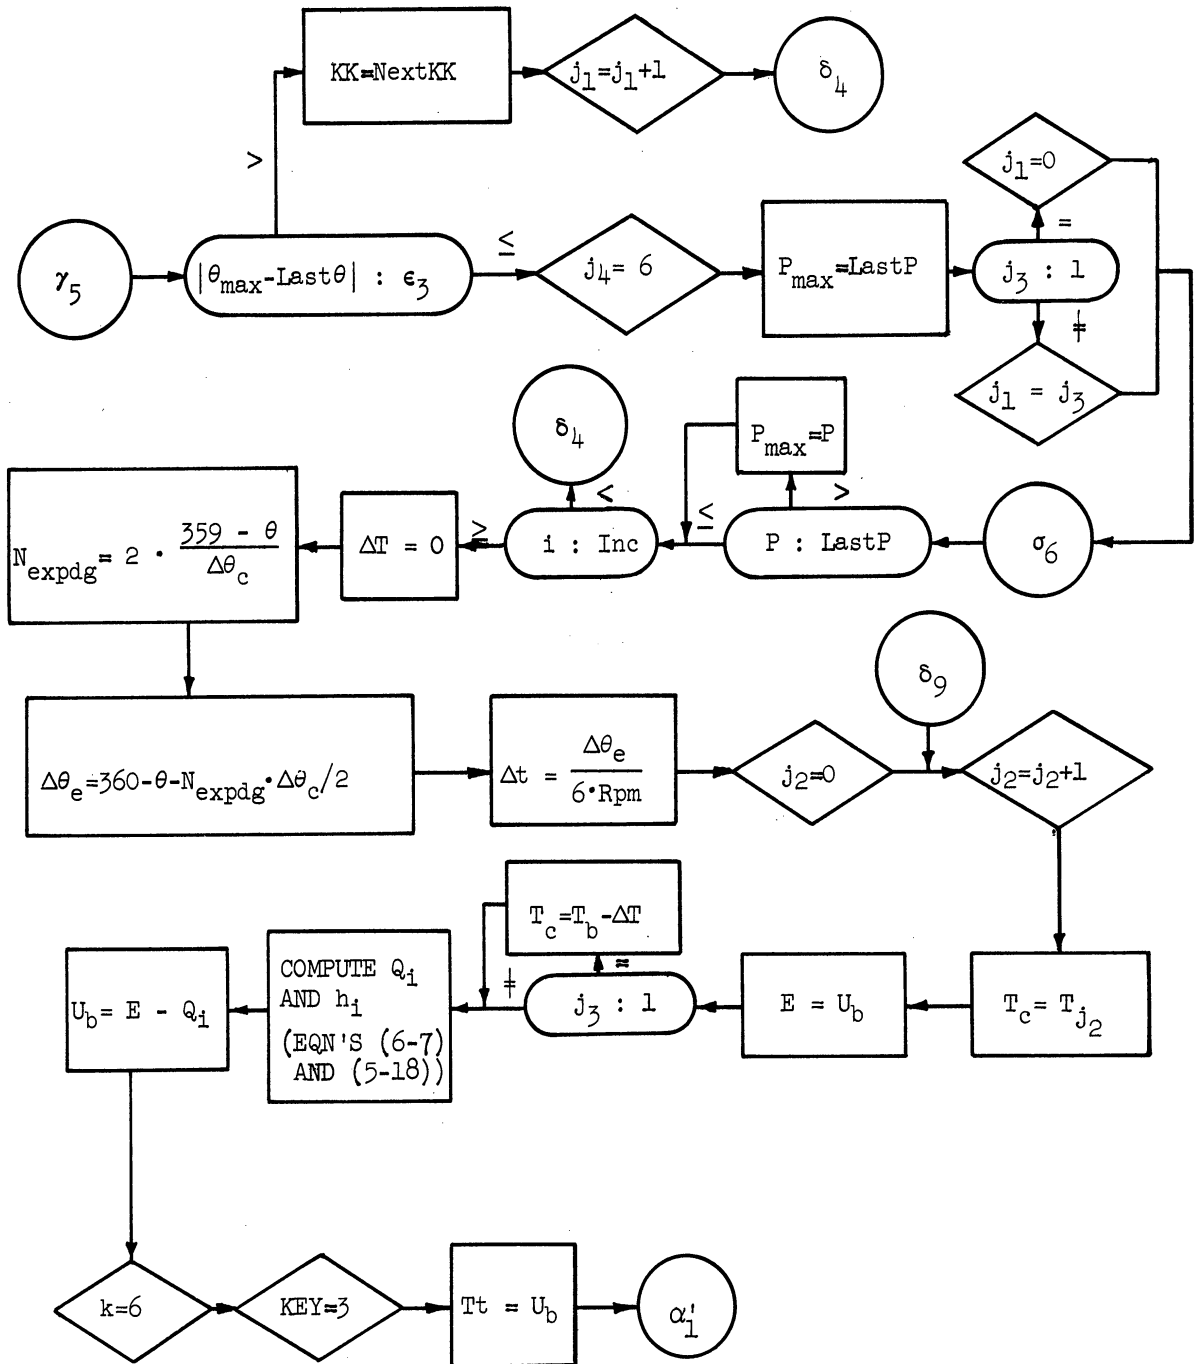 KK=NextKK
j₁=j₁+1
δ₄
>
j₁=0
=
γ₅
|θmax-Lastθ| : ϵ₃
≤
j₄= 6
Pmax=LastP
j₃ : 1
≠
j₁ = j₃
δ₄
Pmax=P
<
>
Nexpdg= 2 · (359 - θ)/Δθc
ΔT = 0
≥
i : Inc
≤
P : LastP
σ₆
δ₉
Δθe=360-θ-Nexpdg·Δθc/2
Δt = Δθe/(6·Rpm)
j₂=0
j₂=j₂+1
Tc=Tb-ΔT
=
Ub= E - Qi
COMPUTE Qi
AND hi
(EQN'S (6-7)
AND (5-18))
≠
j₃ : 1
E = Ub
Tc= Tj₂
k=6
KEY=3
Tt = Ub
α'₁